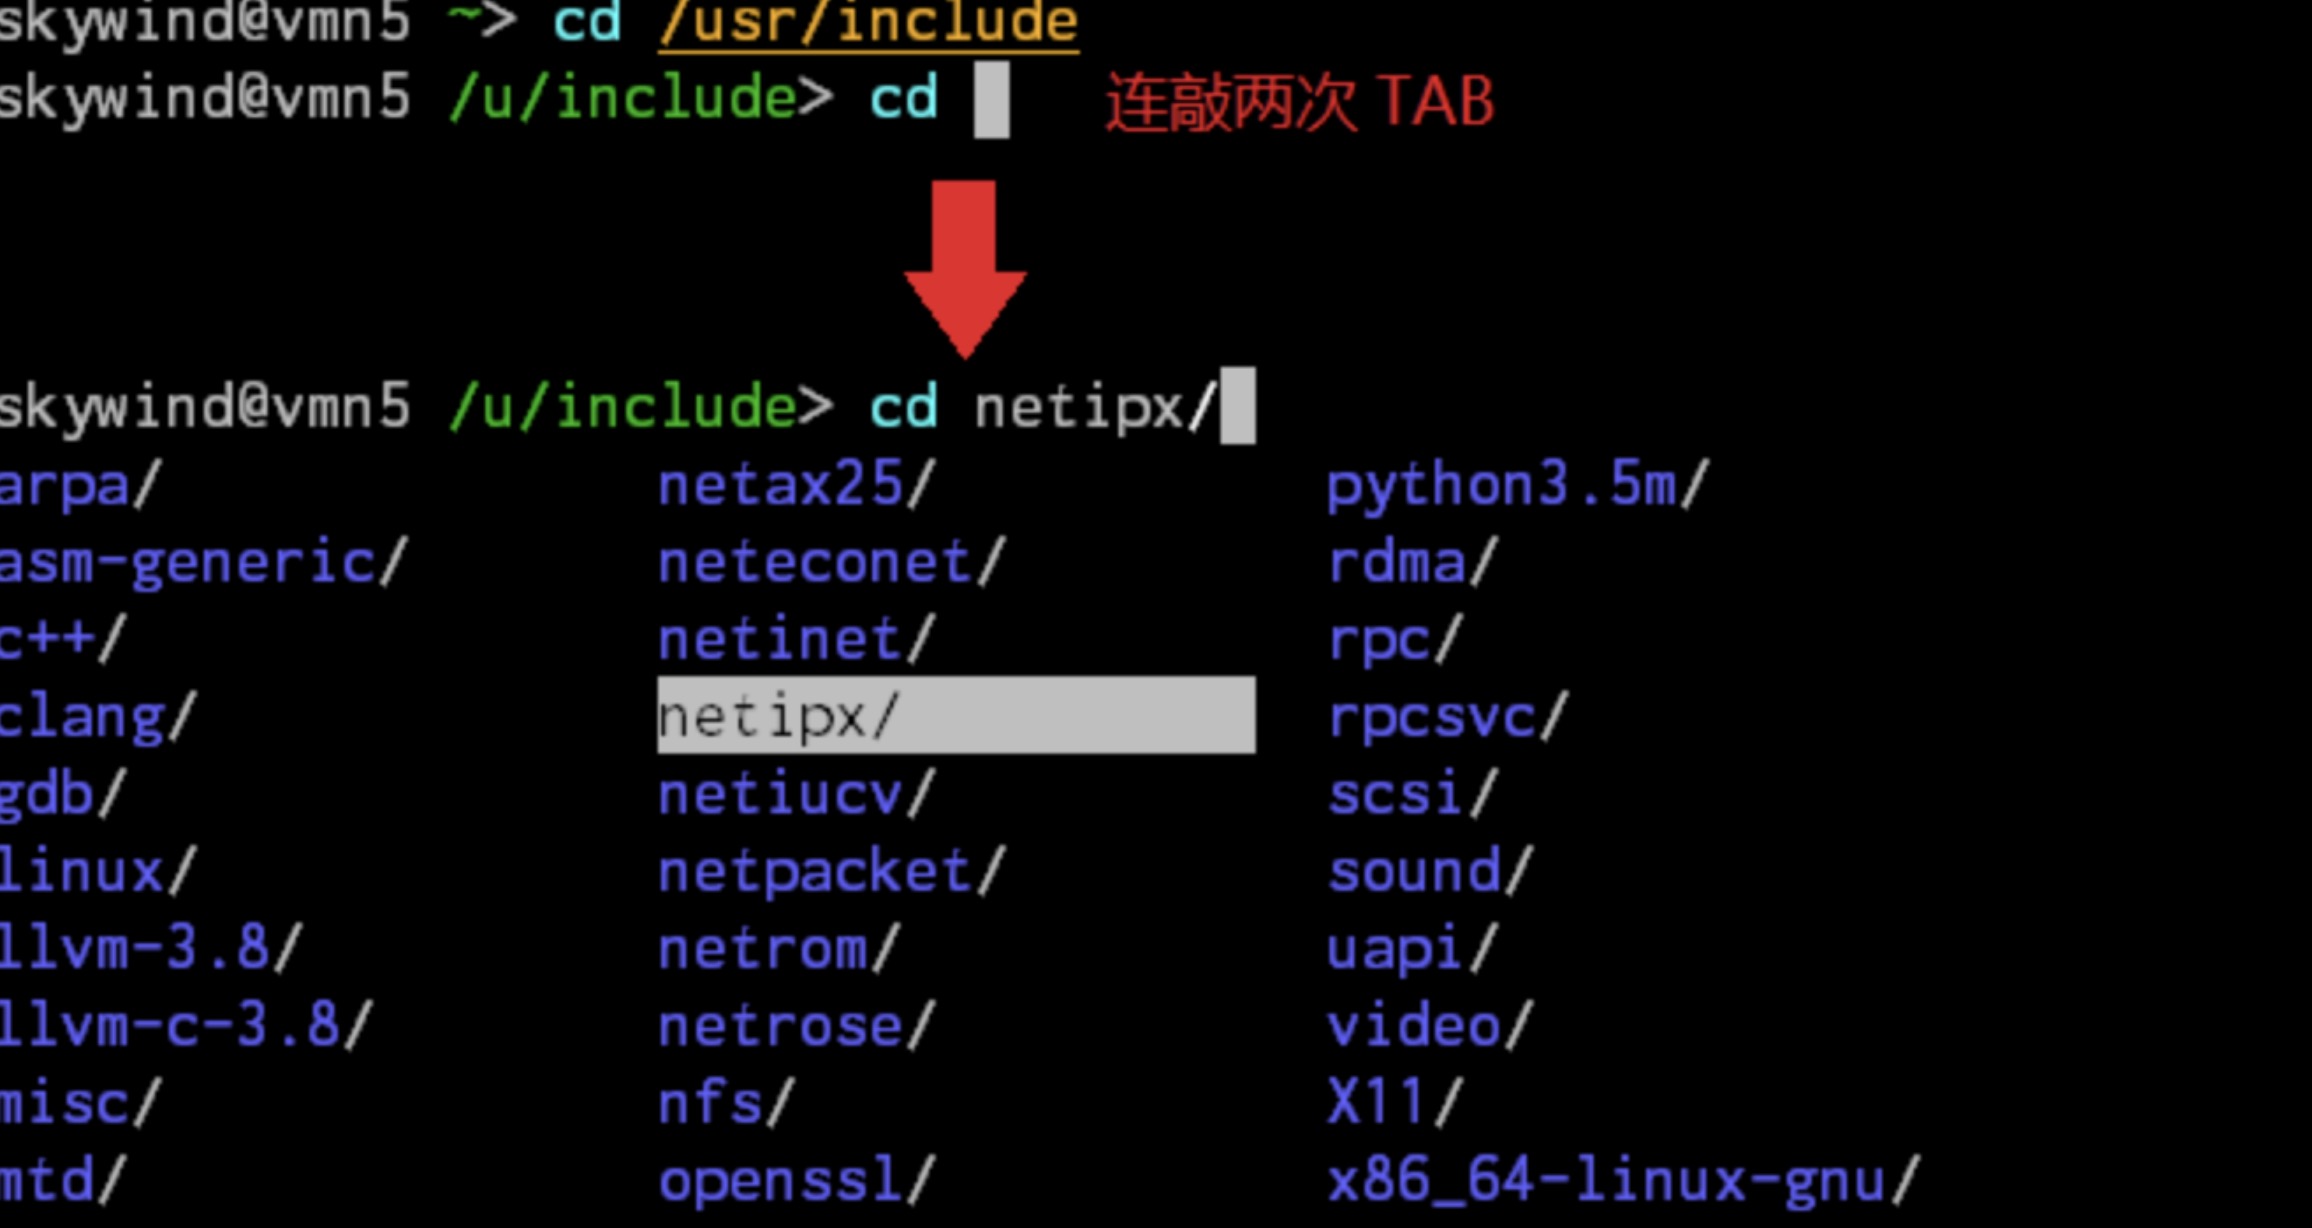 skywind@vmn5 ~> cd /usr/include
skywind@vmn5 /u/include> cd 连敲两次 TAB
skywind@vmn5 /u/include> cd netipx/
arpa/ netax25/ python3.5m/
asm-generic/ neteconet/ rdma/
c++/ netinet/ rpc/
clang/ netipx/ rpcsvc/
gdb/ netiucv/ scsi/
linux/ netpacket/ sound/
llvm-3.8/ netrom/ uapi/
llvm-c-3.8/ netrose/ video/
misc/ nfs/ X11/
mtd/ openssl/ x86_64-linux-gnu/